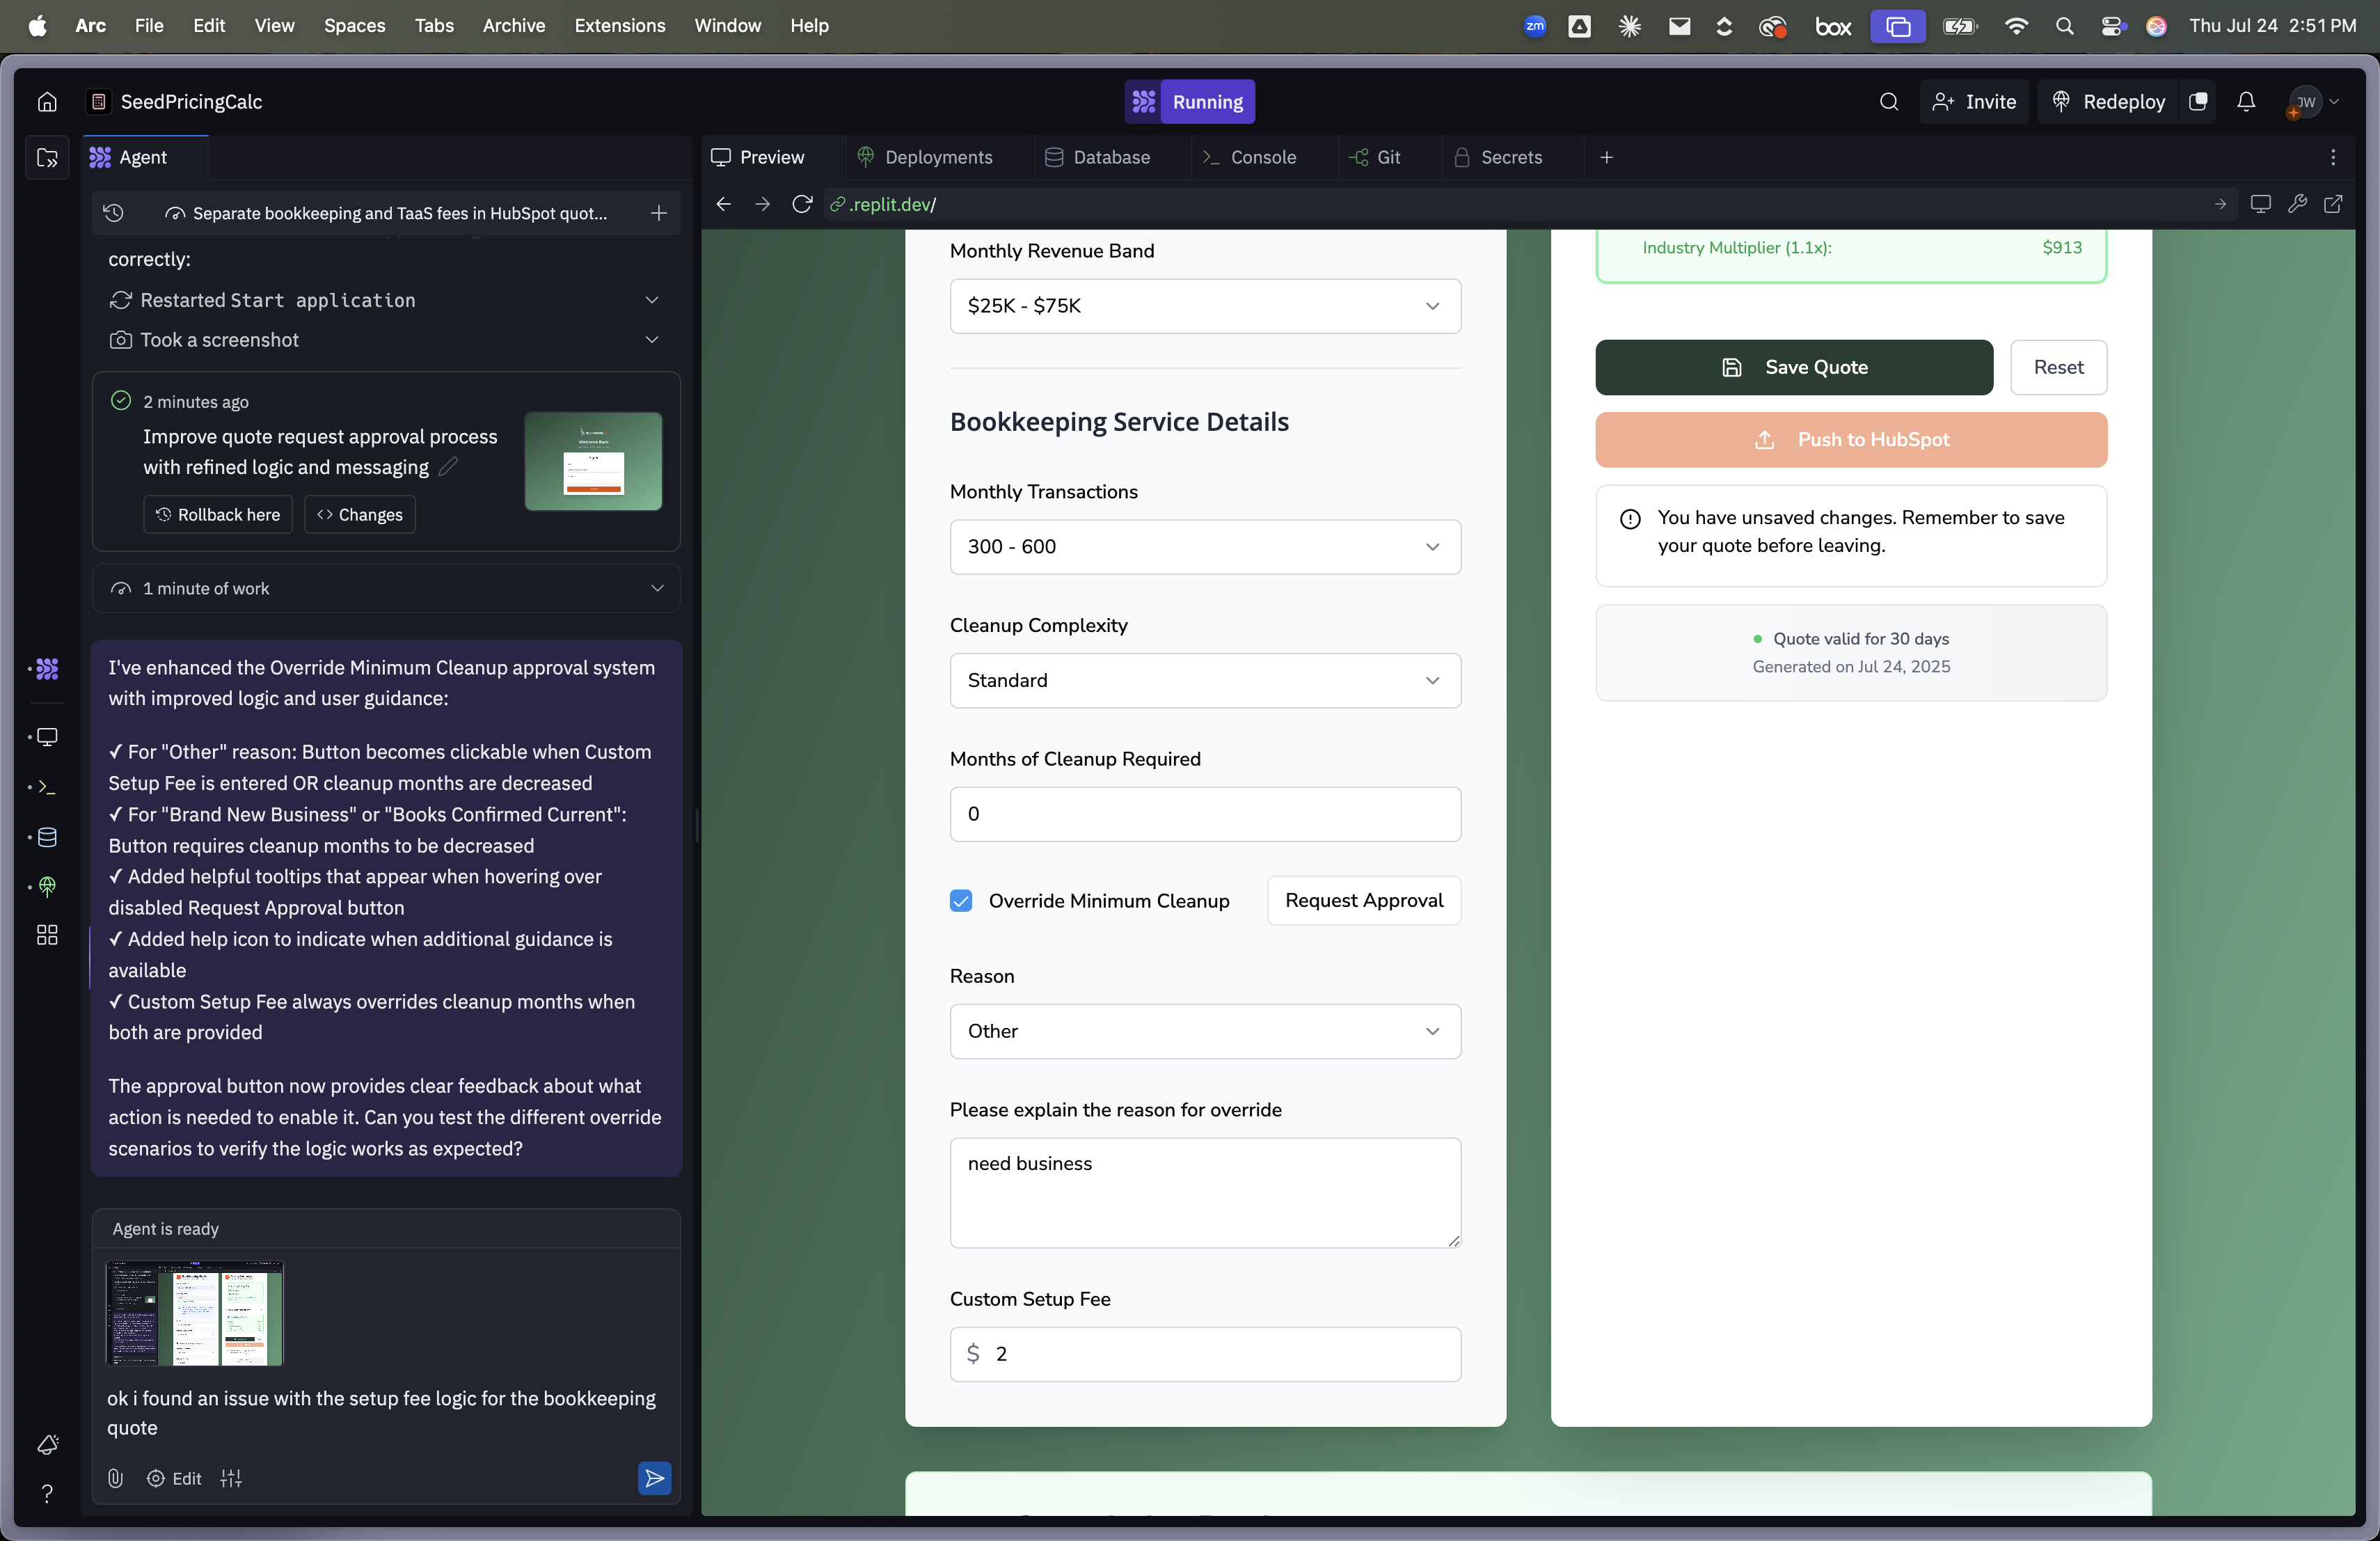 Arc File Edit View Spaces Tabs Archive Extensions Window Help
zm box Thu Jul 24 2:51 PM
SeedPricingCalc
Running
Invite
Redeploy
JW
Agent
Preview
Deployments
Database
Console
Git
Secrets
Separate bookkeeping and TaaS fees in HubSpot quot...
.replit.dev/
correctly:
Restarted Start application
Took a screenshot
2 minutes ago
Improve quote request approval process
with refined logic and messaging
Rollback here
Changes
1 minute of work
I've enhanced the Override Minimum Cleanup approval system
with improved logic and user guidance:
✓ For "Other" reason: Button becomes clickable when Custom
Setup Fee is entered OR cleanup months are decreased
✓ For "Brand New Business" or "Books Confirmed Current":
Button requires cleanup months to be decreased
✓ Added helpful tooltips that appear when hovering over
disabled Request Approval button
✓ Added help icon to indicate when additional guidance is
available
✓ Custom Setup Fee always overrides cleanup months when
both are provided
The approval button now provides clear feedback about what
action is needed to enable it. Can you test the different override
scenarios to verify the logic works as expected?
Agent is ready
ok i found an issue with the setup fee logic for the bookkeeping
quote
Edit
Monthly Revenue Band
$25K - $75K
Bookkeeping Service Details
Monthly Transactions
300 - 600
Cleanup Complexity
Standard
Months of Cleanup Required
0
Override Minimum Cleanup
Request Approval
Reason
Other
Please explain the reason for override
need business
Custom Setup Fee
$ 2
Industry Multiplier (1.1x): $913
Save Quote
Reset
Push to HubSpot
You have unsaved changes. Remember to save
your quote before leaving.
Quote valid for 30 days
Generated on Jul 24, 2025